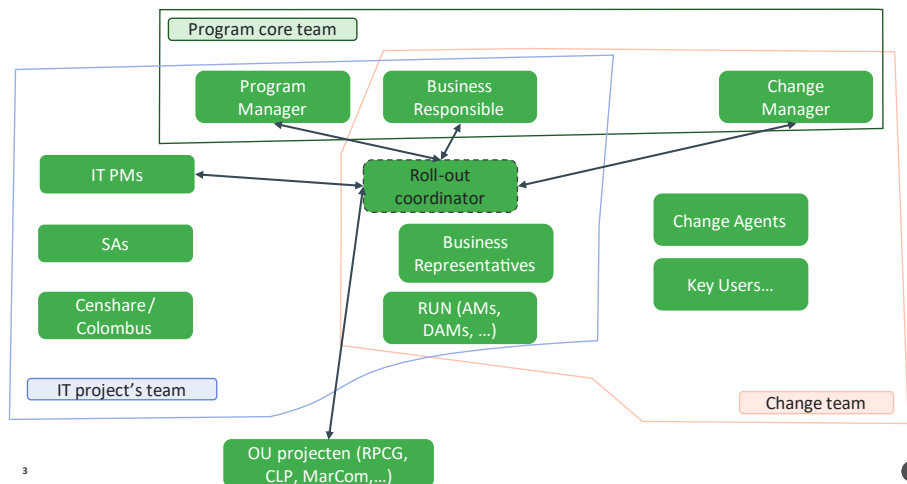 Program core team
Program
Manager
Business
Responsible
Change
Manager
IT PMs
Roll-out
coordinator
SAs
Business
Representatives
Change Agents
Censhare /
Colombus
RUN (AMs,
DAMs, ...)
Key Users...
IT project's team
Change team
OU projecten (RPCG,
CLP, MarCom,...)
3